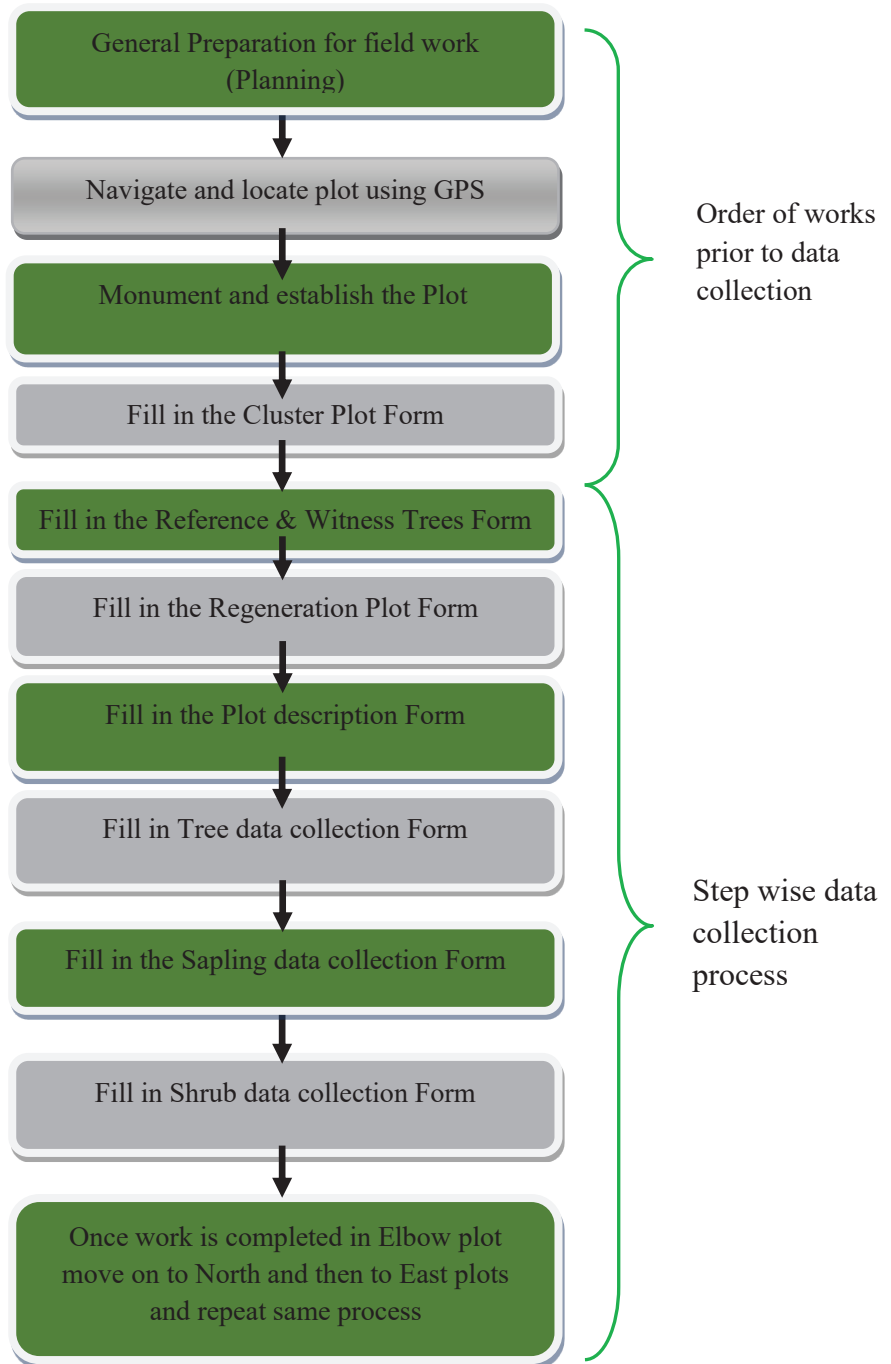 General Preparation for field work
(Planning)
Navigate and locate plot using GPS
Monument and establish the Plot
Fill in the Cluster Plot Form
Order of works
prior to data
collection
Fill in the Reference & Witness Trees Form
Fill in the Regeneration Plot Form
Fill in the Plot description Form
Fill in Tree data collection Form
Fill in the Sapling data collection Form
Fill in Shrub data collection Form
Once work is completed in Elbow plot
move on to North and then to East plots
and repeat same process
Step wise data
collection
process